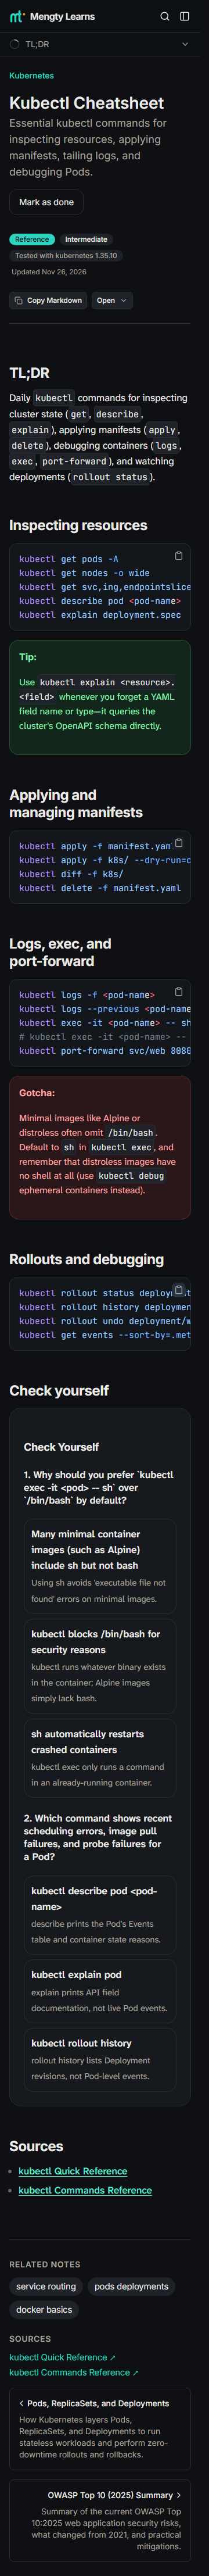 Mengty Learns
TL;DR
Kubernetes
Kubectl Cheatsheet
Essential kubectl commands for
inspecting resources, applying
manifests, tailing logs, and
debugging Pods.
Mark as done
Reference Intermediate
Tested with kubernetes 1.35.10
Updated Nov 26, 2026
Copy Markdown Open
TL;DR
Daily kubectl commands for inspecting
cluster state (get, describe,
explain), applying manifests (apply,
delete), debugging containers (logs,
exec, port-forward), and watching
deployments (rollout status).
Inspecting resources
kubectl get pods -A
kubectl get nodes -o wide
kubectl get svc,ing,endpointslice
kubectl describe pod <pod-name>
kubectl explain deployment.spec
Tip:
Use kubectl explain <resource>.
<field> whenever you forget a YAML
field name or type—it queries the
cluster's OpenAPI schema directly.
Applying and
managing manifests
kubectl apply -f manifest.yam
kubectl apply -f k8s/ --dry-run=c
kubectl diff -f k8s/
kubectl delete -f manifest.yaml
Logs, exec, and
port-forward
kubectl logs -f <pod-name>
kubectl logs --previous <pod-name
kubectl exec -it <pod-name> -- sh
# kubectl exec -it <pod-name> --
kubectl port-forward svc/web 8080
Gotcha:
Minimal images like Alpine or
distroless often omit /bin/bash.
Default to sh in kubectl exec, and
remember that distroless images have
no shell at all (use kubectl debug
ephemeral containers instead).
Rollouts and debugging
kubectl rollout status deployment
kubectl rollout history deploymen
kubectl rollout undo deployment/w
kubectl get events --sort-by=.met
Check yourself
Check Yourself
1. Why should you prefer `kubectl
exec -it <pod> -- sh` over
`/bin/bash` by default?
Many minimal container
images (such as Alpine)
include sh but not bash
Using sh avoids 'executable file not
found' errors on minimal images.
kubectl blocks /bin/bash for
security reasons
kubectl runs whatever binary exists
in the container; Alpine images
simply lack bash.
sh automatically restarts
crashed containers
kubectl exec only runs a command
in an already-running container.
2. Which command shows recent
scheduling errors, image pull
failures, and probe failures for
a Pod?
kubectl describe pod <pod-
name>
describe prints the Pod's Events
table and container state reasons.
kubectl explain pod
explain prints API field
documentation, not live Pod events.
kubectl rollout history
rollout history lists Deployment
revisions, not Pod-level events.
Sources
kubectl Quick Reference
kubectl Commands Reference
RELATED NOTES
service routing pods deployments
docker basics
SOURCES
kubectl Quick Reference ↗
kubectl Commands Reference ↗
Pods, ReplicaSets, and Deployments
How Kubernetes layers Pods,
ReplicaSets, and Deployments to run
stateless workloads and perform zero-
downtime rollouts and rollbacks.
OWASP Top 10 (2025) Summary
Summary of the current OWASP Top
10:2025 web application security risks,
what changed from 2021, and practical
mitigations.